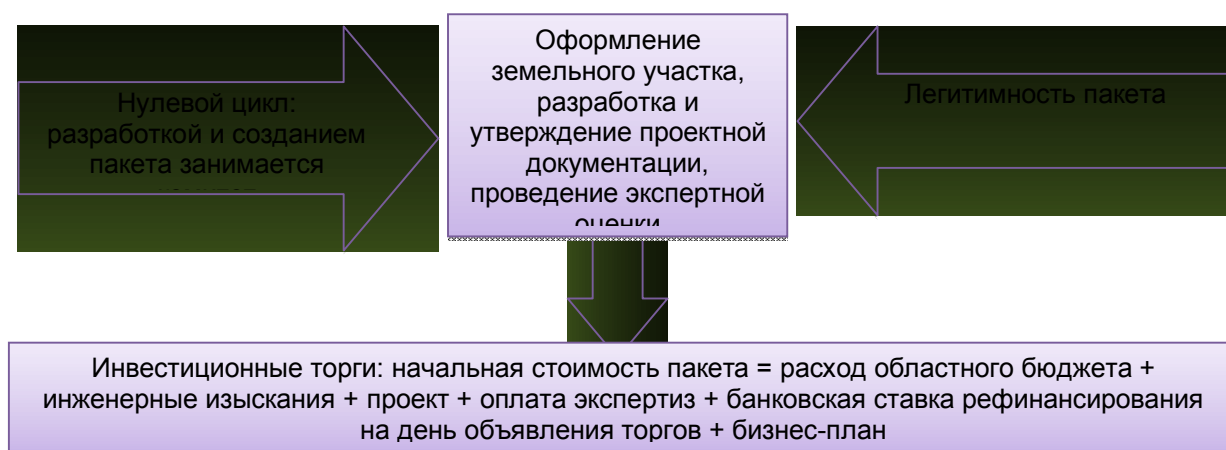 Нулевой цикл:
разработкой и созданием
пакета занимается
Оформление
земельного участка,
разработка и
утверждение проектной
документации,
проведение экспертной
оценки
Легитимность пакета
Инвестиционные торги: начальная стоимость пакета = расход областного бюджета +
инженерные изыскания + проект + оплата экспертиз + банковская ставка рефинансирования
на день объявления торгов + бизнес-план